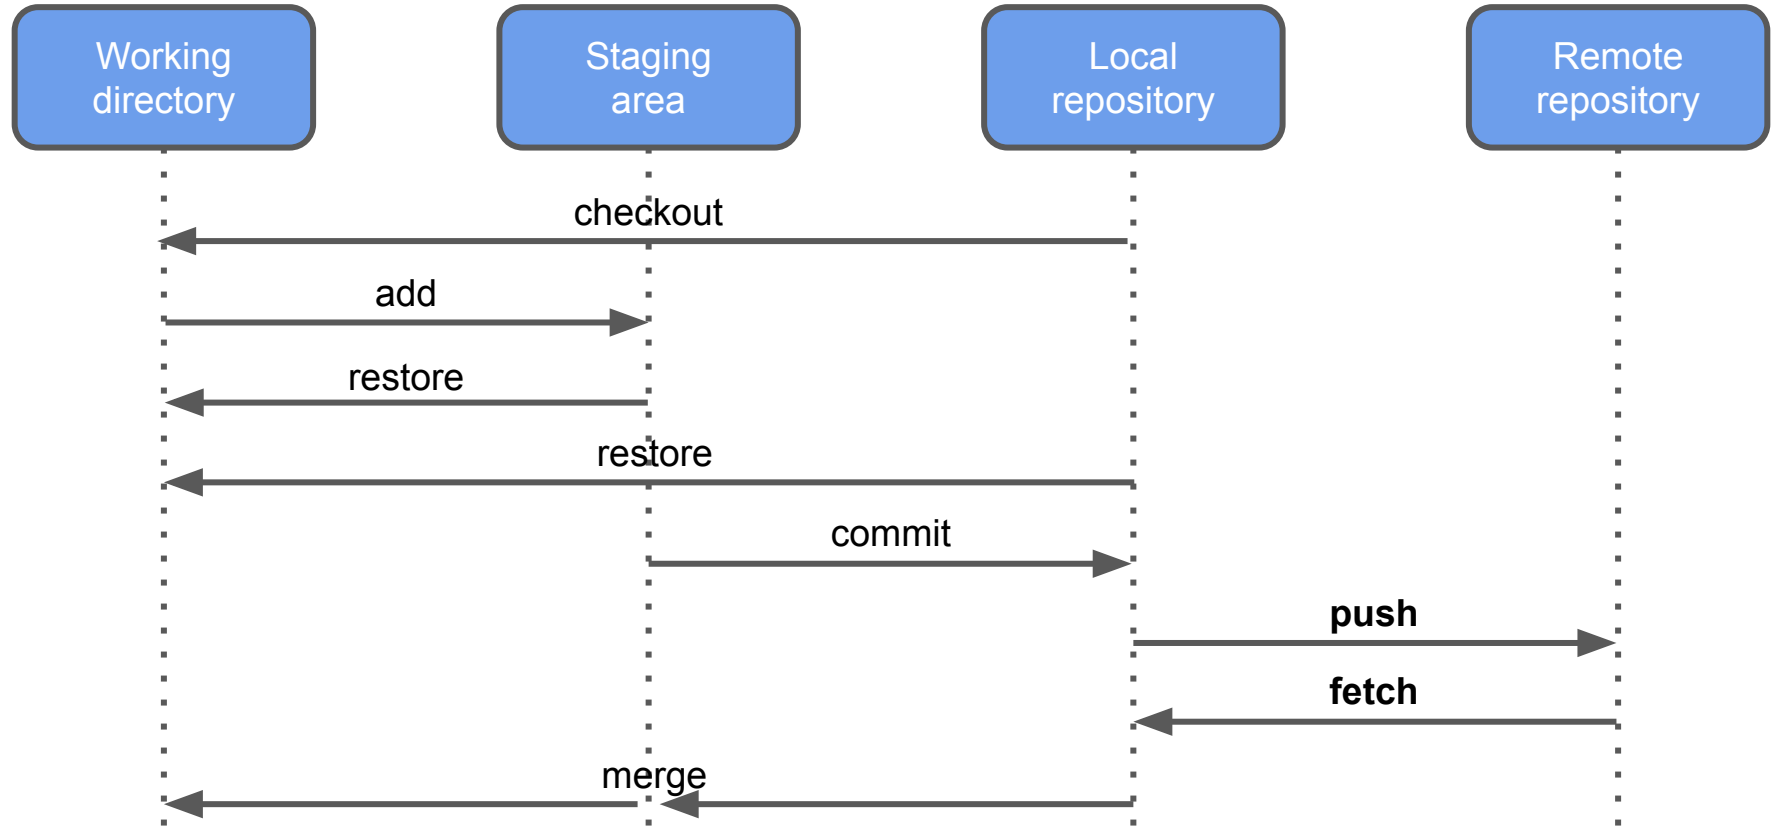 Working
directory
Staging
area
Local
repository
Remote
repository
checkout
add
restore
restore
commit
push
fetch
merge